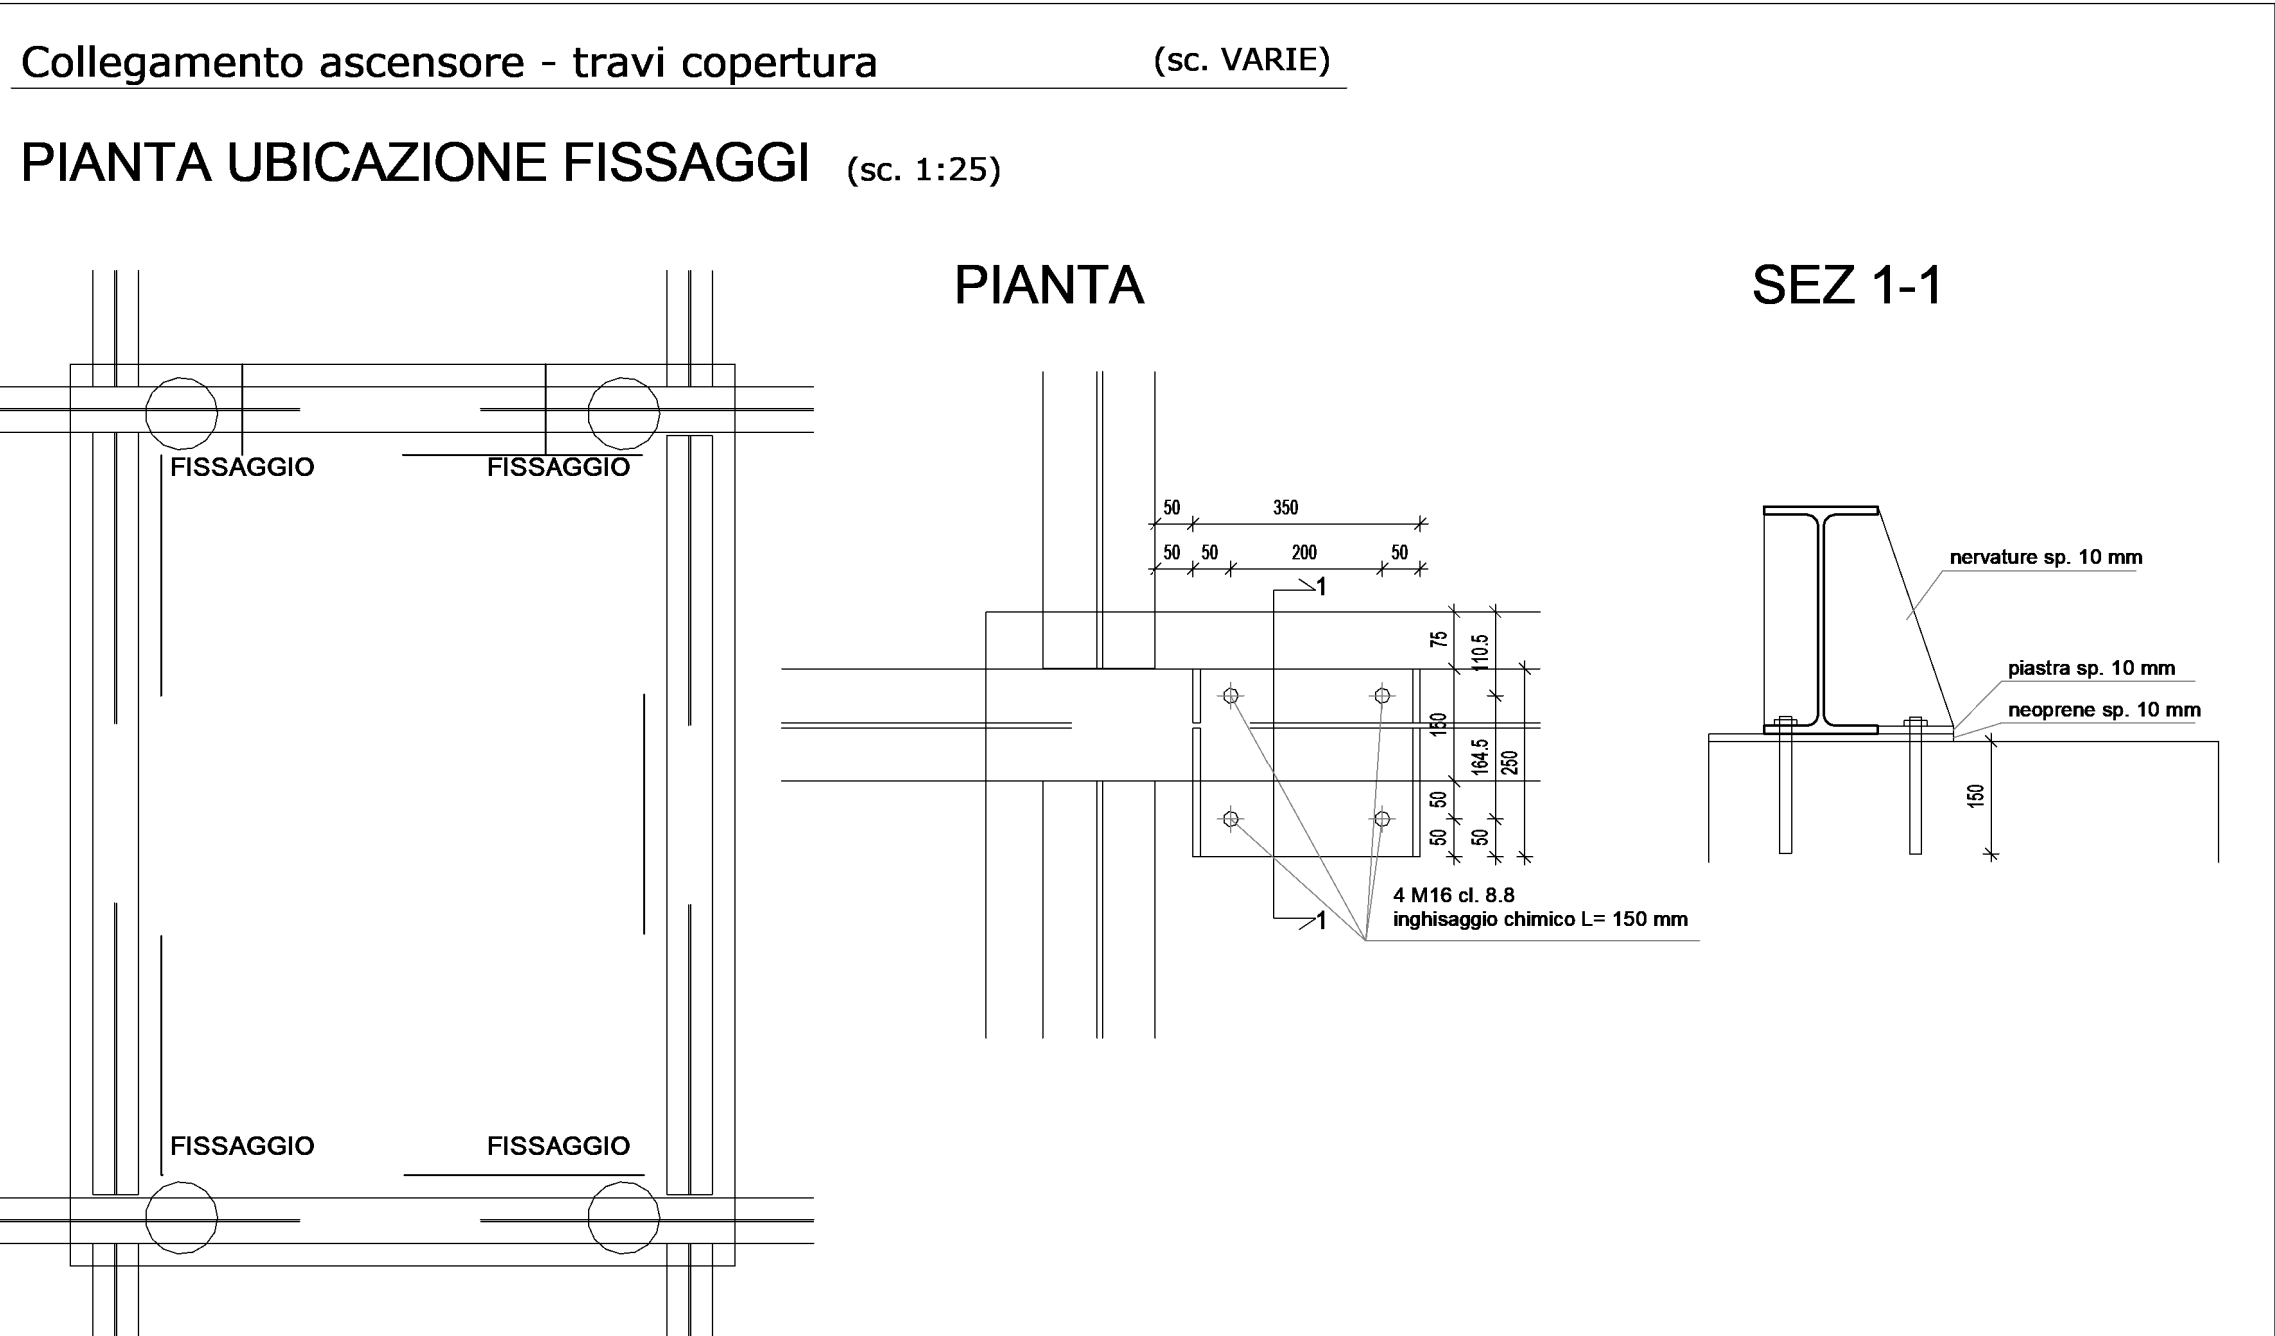 Collegamento ascensore - travi copertura (sc. VARIE)
PIANTA UBICAZIONE FISSAGGI (sc. 1:25)
PIANTA
SEZ 1-1
FISSAGGIO FISSAGGIO
FISSAGGIO FISSAGGIO
50 350
50 50 200 50
1
75
110.5
150
164.5
250
50
50
50
1
4 M16 cl. 8.8
inghisaggio chimico L= 150 mm
nervature sp. 10 mm
piastra sp. 10 mm
neoprene sp. 10 mm
150